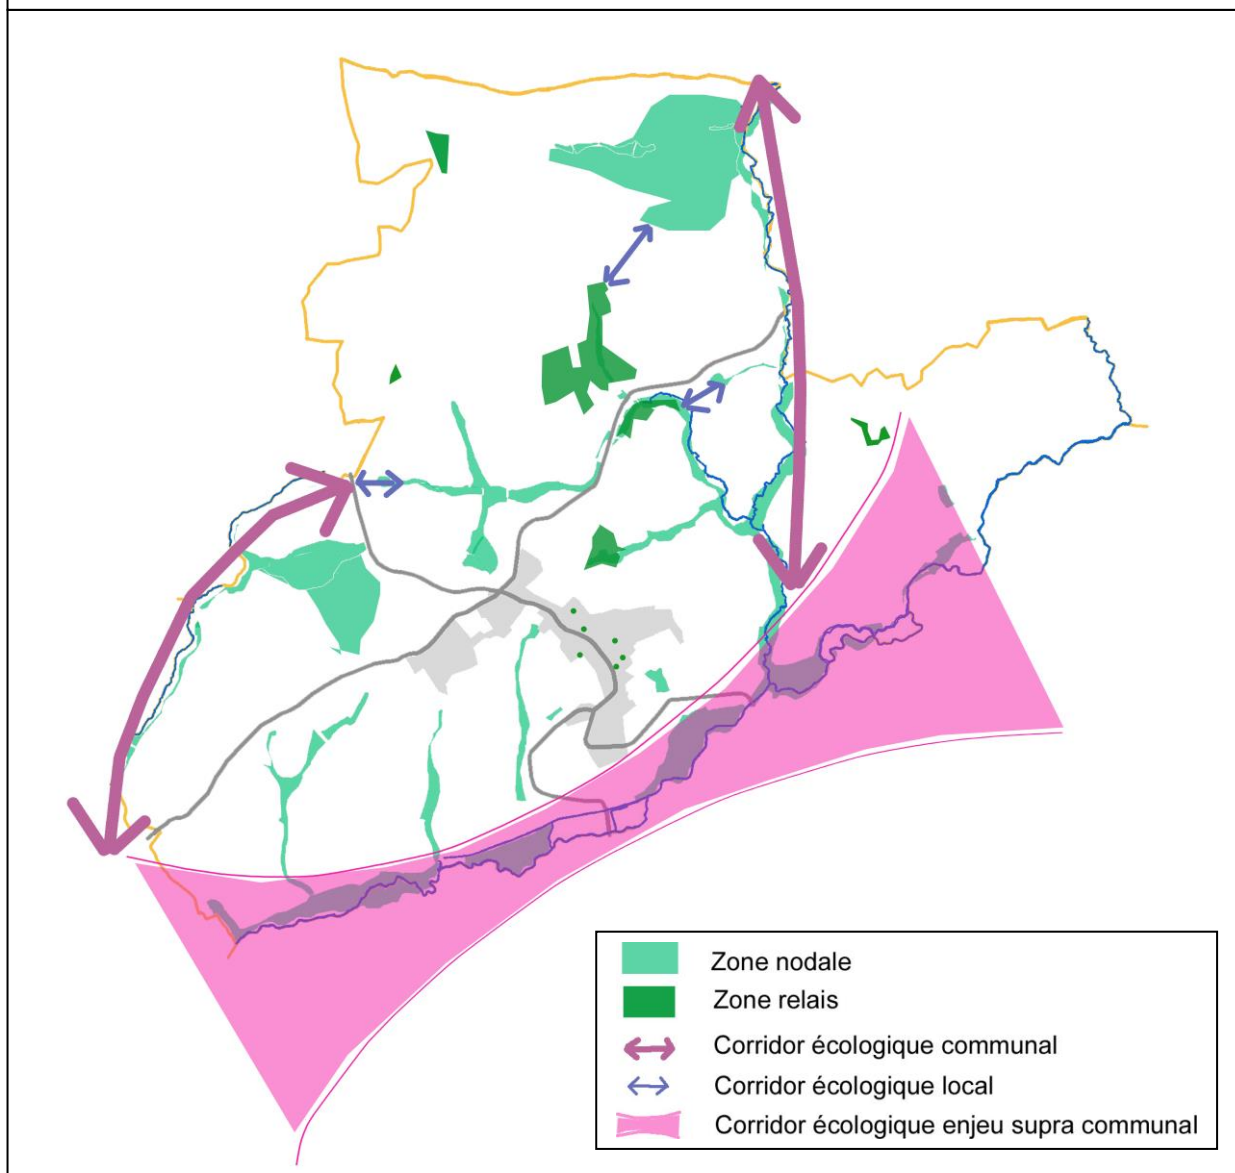 Zone nodale
Zone relais
Corridor écologique communal
Corridor écologique local
Corridor écologique enjeu supra communal